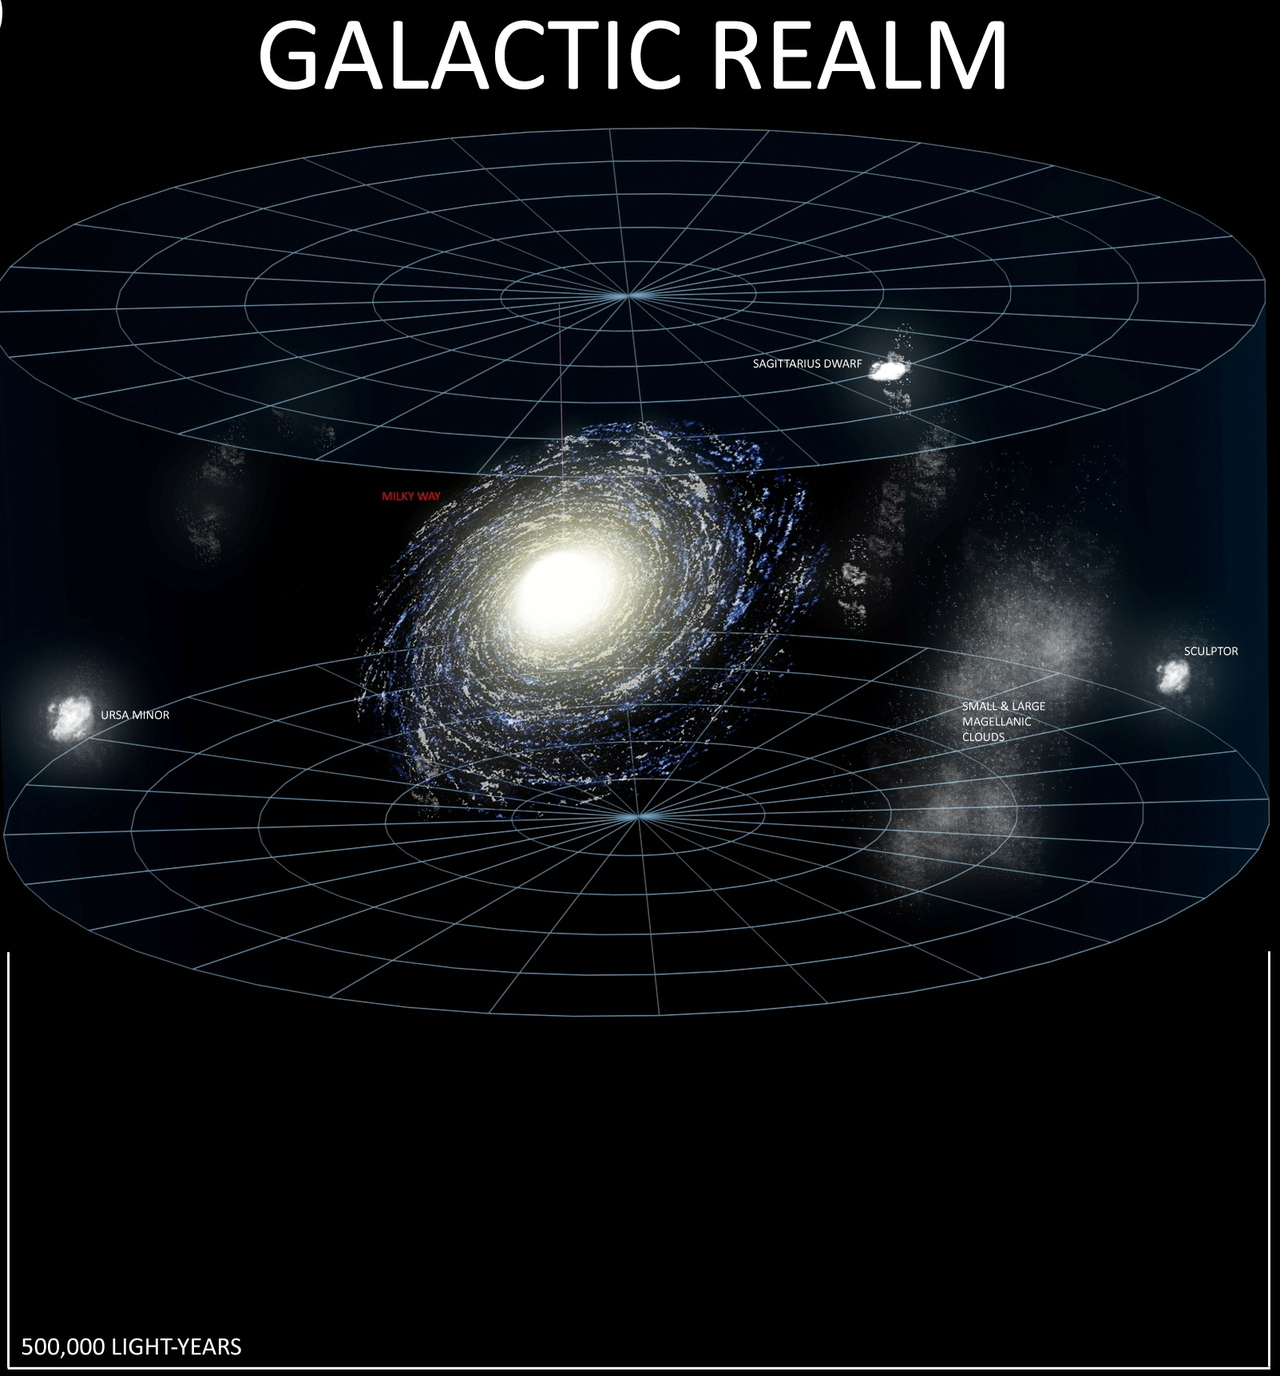 GALACTIC REALM
SAGITTARIUS DWARF
MILKY WAY
SCULPTOR
SMALL & LARGE
MAGELLANIC
CLOUDS
URSA MINOR
500,000 LIGHT-YEARS